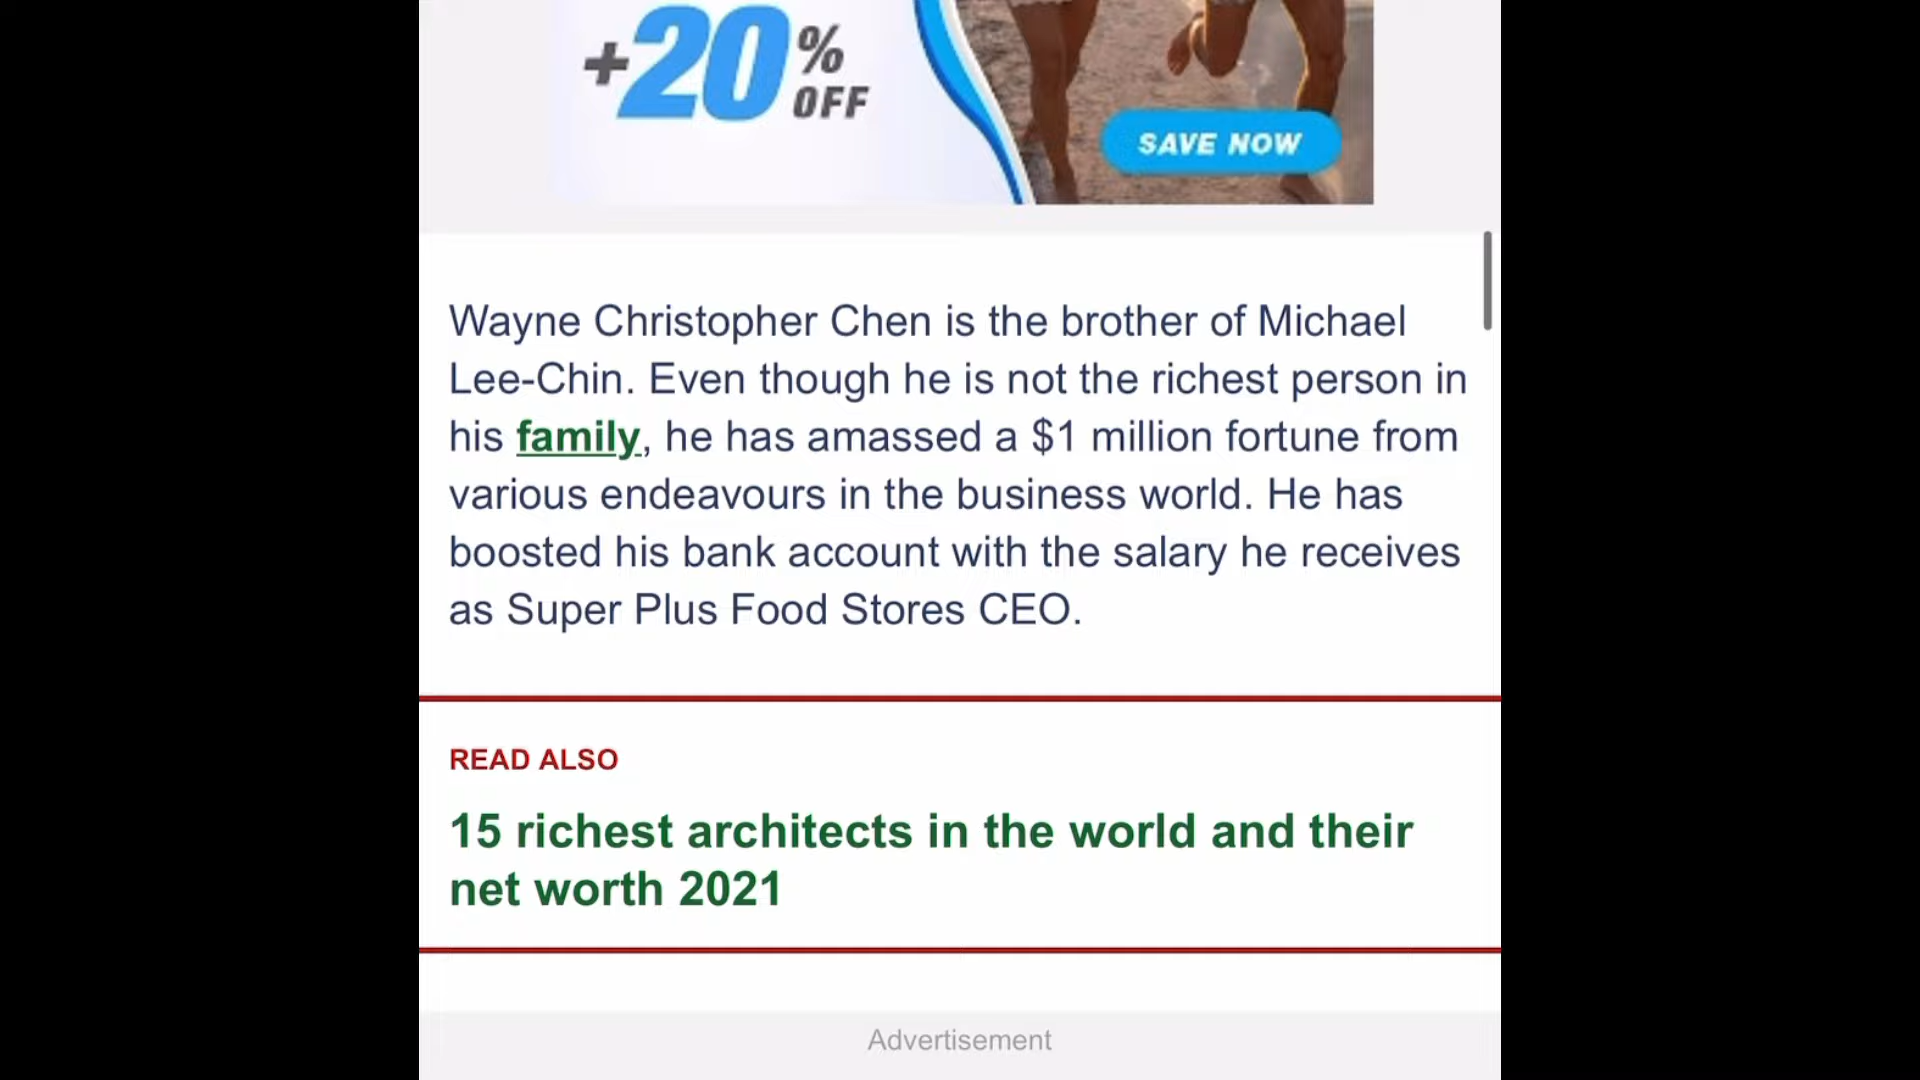 +20%
OFF
SAVE NOW
Wayne Christopher Chen is the brother of Michael
Lee-Chin. Even though he is not the richest person in
his family, he has amassed a $1 million fortune from
various endeavours in the business world. He has
boosted his bank account with the salary he receives
as Super Plus Food Stores CEO.
READ ALSO
15 richest architects in the world and their
net worth 2021
Advertisement